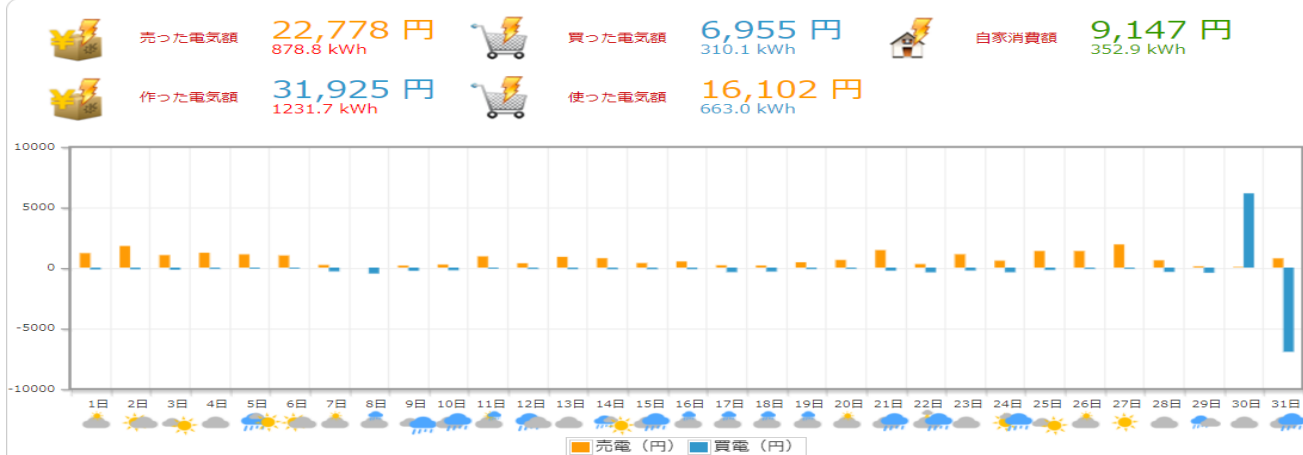 売った電気額 22,778 円 878.8 kWh
買った電気額 6,955 円 310.1 kWh
自家消費額 9,147 円 352.9 kWh
作った電気額 31,925 円 1231.7 kWh
使った電気額 16,102 円 663.0 kWh
10000
5000
0
-5000
-10000
1日 2日 3日 4日 5日 6日 7日 8日 9日 10日 11日 12日 13日 14日 15日 16日 17日 18日 19日 20日 21日 22日 23日 24日 25日 26日 27日 28日 29日 30日 31日
売電（円） 買電（円）